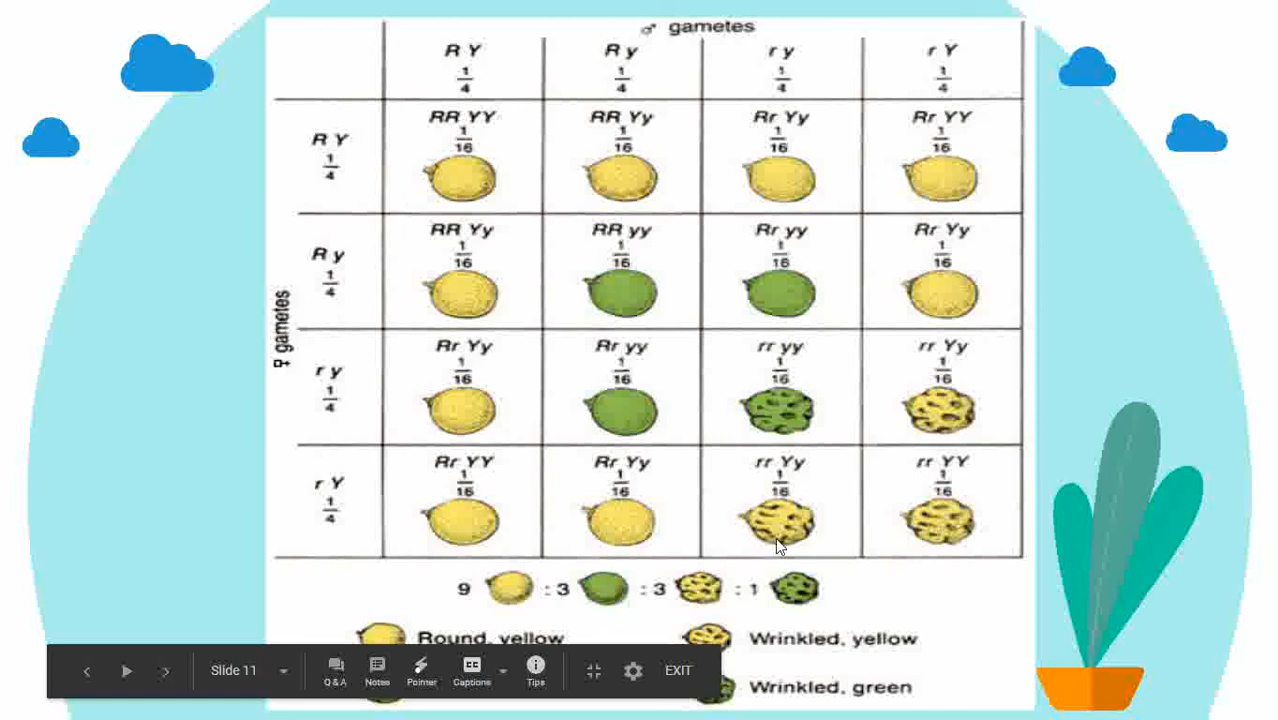 ♂ gametes
R Y R y r y r Y
1/4 1/4 1/4 1/4
RR YY RR Yy Rr Yy Rr YY
R Y
1/4
1/16 1/16 1/16 1/16
RR Yy RR yy Rr yy Rr Yy
R y
1/4
1/16 1/16 1/16 1/16
♀ gametes
Rr Yy Rr yy rr yy rr Yy
r y
1/4
1/16 1/16 1/16 1/16
Rr YY Rr Yy rr Yy rr YY
r Y
1/4
1/16 1/16 1/16 1/16
9 : 3 : 3 : 1
Round, yellow Wrinkled, yellow
Wrinkled, green
Slide 11 Q & A Notes Pointer Captions Tips EXIT
CC